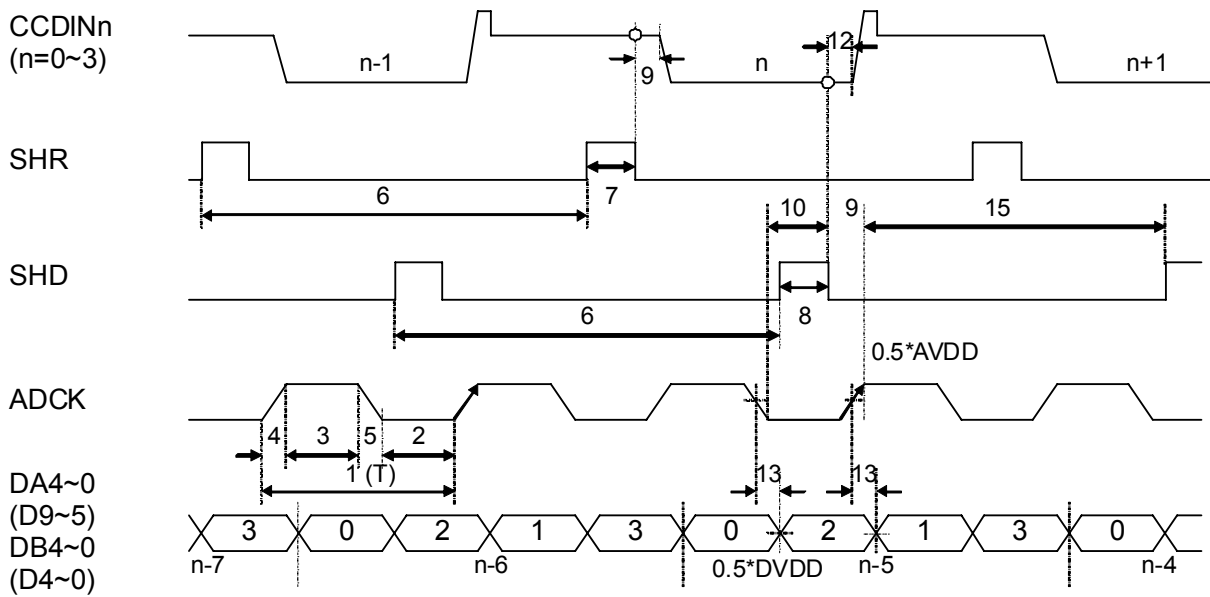 CCDINn
(n=0~3)
n-1
9
n
12
n+1
SHR
6
7
10
9
15
SHD
6
8
0.5*AVDD
ADCK
4
3
5
2
1 (T)
13
13
DA4~0
(D9~5)
DB4~0
(D4~0)
3
0
2
1
3
0
2
1
3
0
n-7
n-6
0.5*DVDD
n-5
n-4